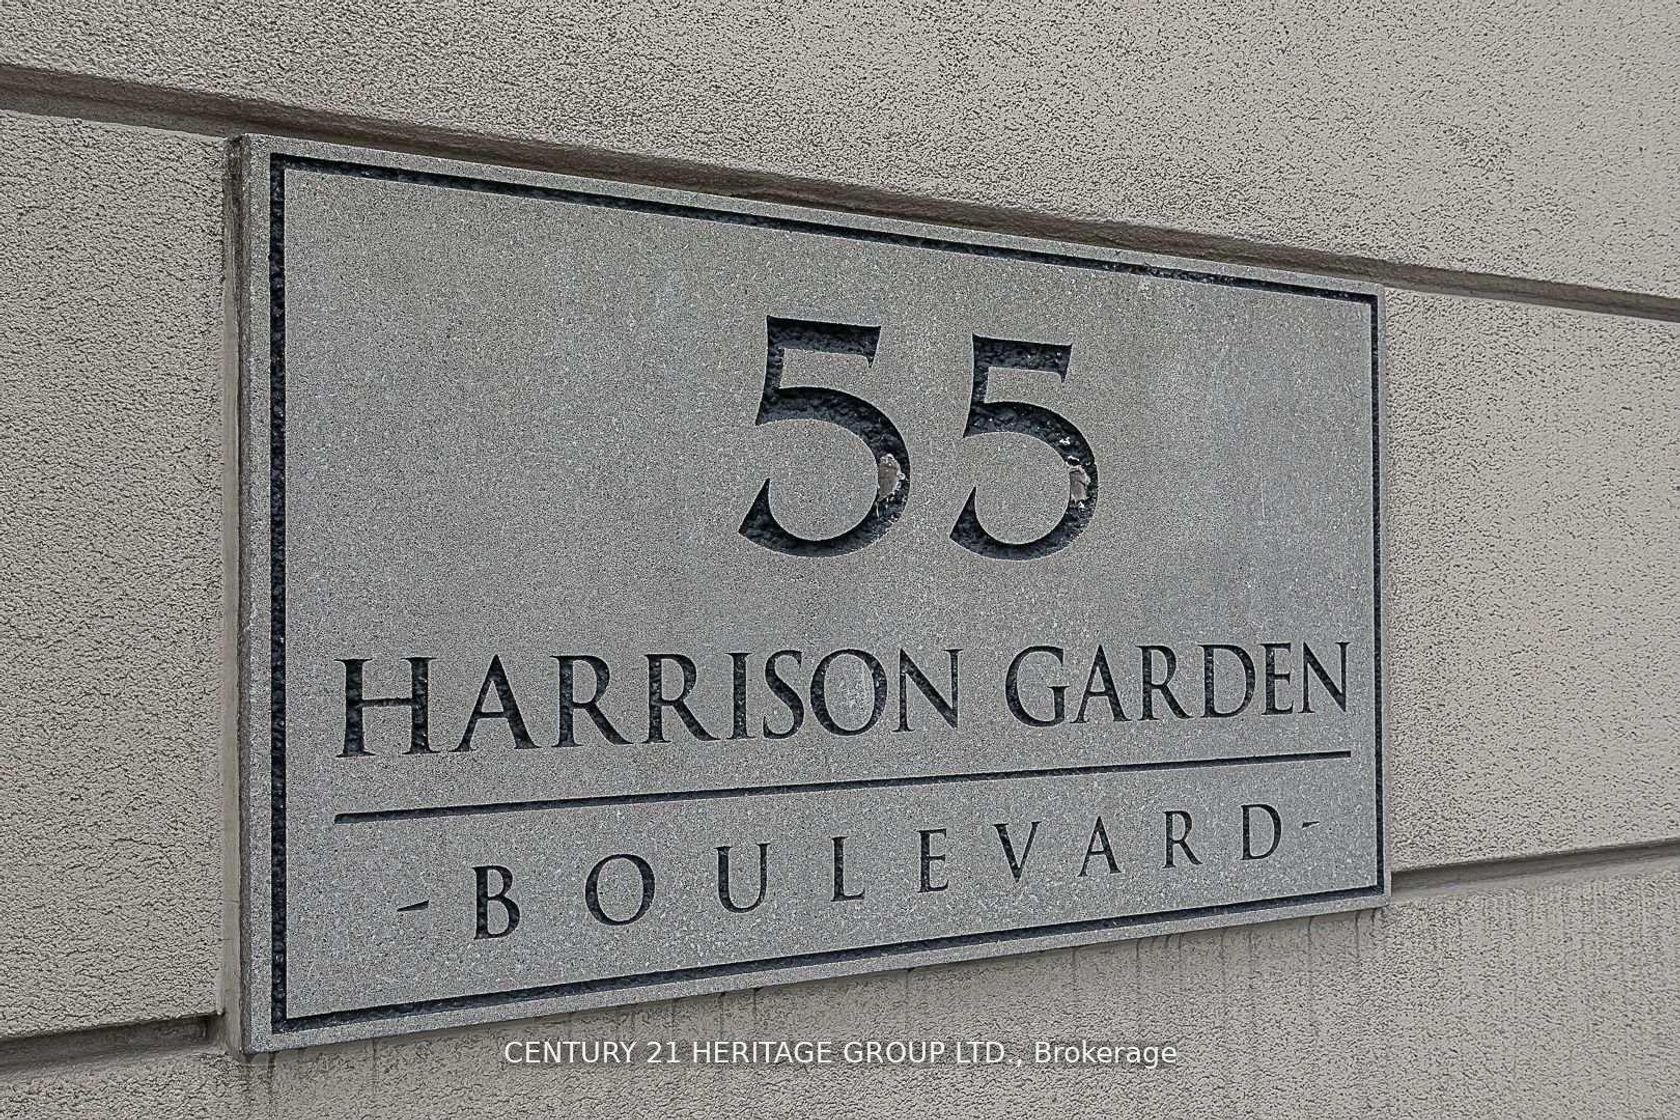 55
HARRISON GARDEN
-BOULEVARD-
CENTURY 21 HERITAGE GROUP LTD., Brokerage